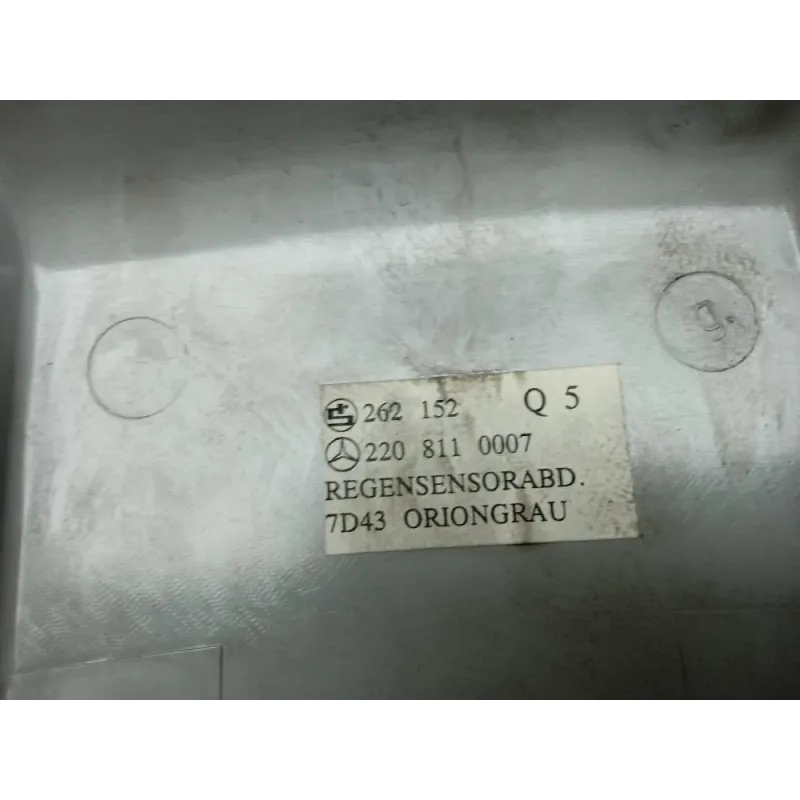 g.
262 152 Q 5
220 811 0007
REGENSENSORABD.
7D43 ORIONGRAU